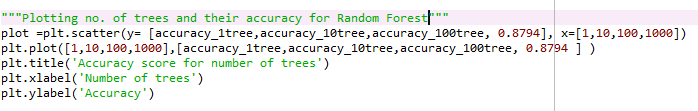 """Plotting no. of trees and their accuracy for Random Forest"""
plot =plt.scatter(y= [accuracy_1tree,accuracy_10tree,accuracy_100tree, 0.8794], x=[1,10,100,1000])
plt.plot([1,10,100,1000],[accuracy_1tree,accuracy_10tree,accuracy_100tree, 0.8794 ] )
plt.title('Accuracy score for number of trees')
plt.xlabel('Number of trees')
plt.ylabel('Accuracy')